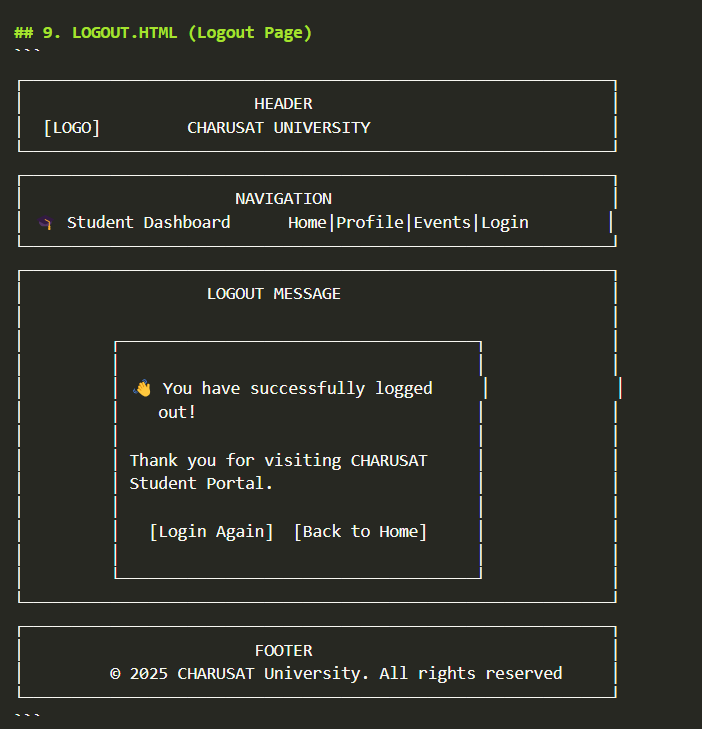 ## 9. LOGOUT.HTML (Logout Page)
```
HEADER
[LOGO] CHARUSAT UNIVERSITY
NAVIGATION
Student Dashboard Home|Profile|Events|Login
LOGOUT MESSAGE
👋 You have successfully logged
out!
Thank you for visiting CHARUSAT
Student Portal.
[Login Again] [Back to Home]
FOOTER
© 2025 CHARUSAT University. All rights reserved
```